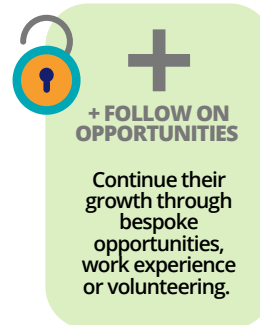 + FOLLOW ON
OPPORTUNITIES
Continue their
growth through
bespoke
opportunities,
work experience
or volunteering.